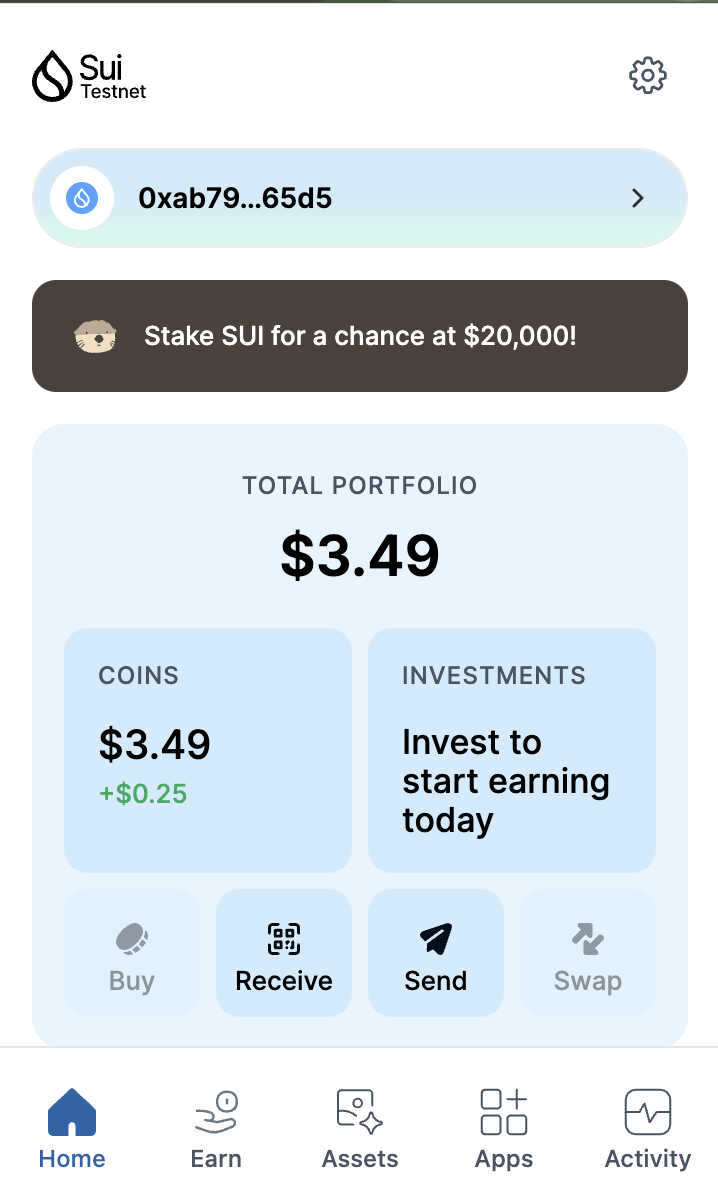 Sui
Testnet
0xab79...65d5
Stake SUI for a chance at $20,000!
TOTAL PORTFOLIO
$3.49
COINS
$3.49
+$0.25
INVESTMENTS
Invest to
start earning
today
Buy
Receive
Send
Swap
Home
Earn
Assets
Apps
Activity